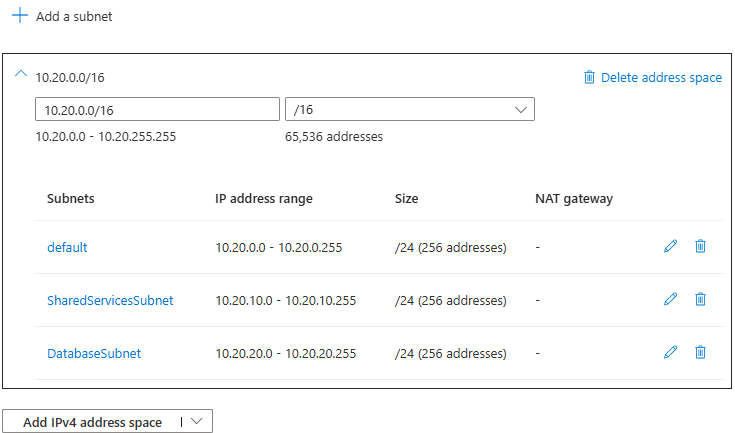 Add a subnet
10.20.0.0/16 Delete address space
10.20.0.0/16 /16
10.20.0.0 - 10.20.255.255 65,536 addresses
Subnets IP address range Size NAT gateway
default 10.20.0.0 - 10.20.0.255 /24 (256 addresses) -
SharedServicesSubnet 10.20.10.0 - 10.20.10.255 /24 (256 addresses) -
DatabaseSubnet 10.20.20.0 - 10.20.20.255 /24 (256 addresses) -
Add IPv4 address space